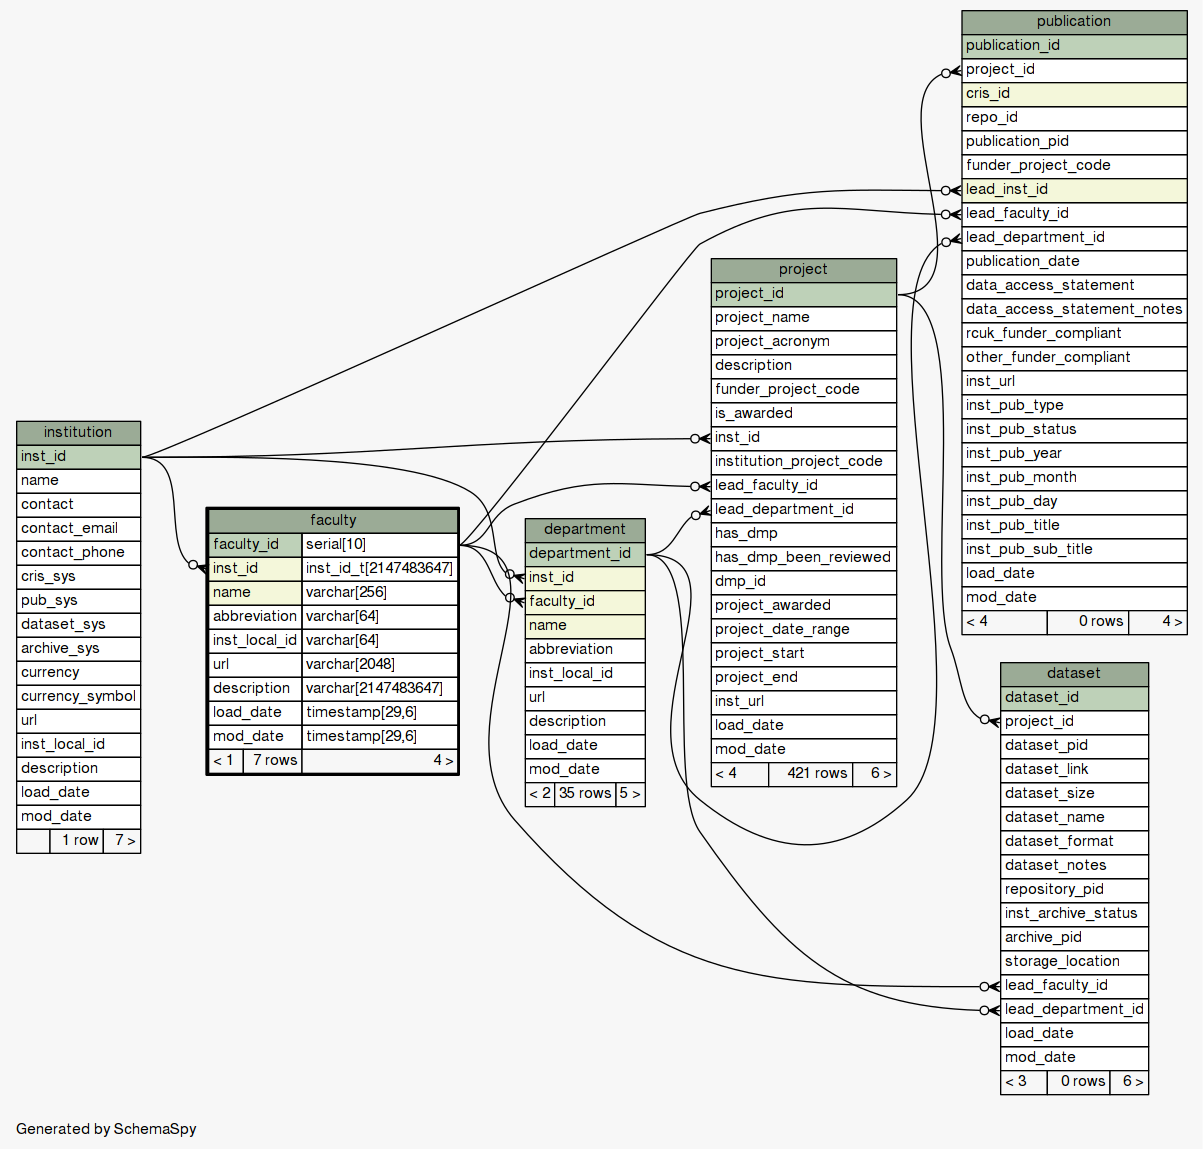 publication
publication_id
project_id
cris_id
repo_id
publication_pid
funder_project_code
lead_inst_id
lead_faculty_id
lead_department_id
publication_date
data_access_statement
data_access_statement_notes
rcuk_funder_compliant
other_funder_compliant
inst_url
inst_pub_type
inst_pub_status
inst_pub_year
inst_pub_month
inst_pub_day
inst_pub_title
inst_pub_sub_title
load_date
mod_date
< 4 0 rows 4 >
project
project_id
project_name
project_acronym
description
funder_project_code
is_awarded
inst_id
institution_project_code
lead_faculty_id
lead_department_id
has_dmp
has_dmp_been_reviewed
dmp_id
project_awarded
project_date_range
project_start
project_end
inst_url
load_date
mod_date
< 4 421 rows 6 >
institution
inst_id
name
contact
contact_email
contact_phone
cris_sys
pub_sys
dataset_sys
archive_sys
currency
currency_symbol
url
inst_local_id
description
load_date
mod_date
1 row 7 >
faculty
faculty_id serial[10]
inst_id inst_id_t[2147483647]
name varchar[256]
abbreviation varchar[64]
inst_local_id varchar[64]
url varchar[2048]
description varchar[2147483647]
load_date timestamp[29,6]
mod_date timestamp[29,6]
< 1 7 rows 4 >
department
department_id
inst_id
faculty_id
name
abbreviation
inst_local_id
url
description
load_date
mod_date
< 2 35 rows 5 >
dataset
dataset_id
project_id
dataset_pid
dataset_link
dataset_size
dataset_name
dataset_format
dataset_notes
repository_pid
inst_archive_status
archive_pid
storage_location
lead_faculty_id
lead_department_id
load_date
mod_date
< 3 0 rows 6 >
Generated by SchemaSpy